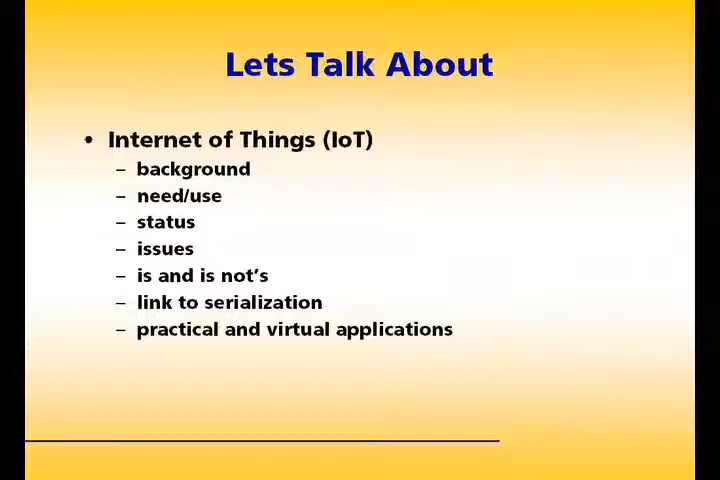 Lets Talk About
• Internet of Things (IoT)
– background
– need/use
– status
– issues
– is and is not’s
– link to serialization
– practical and virtual applications